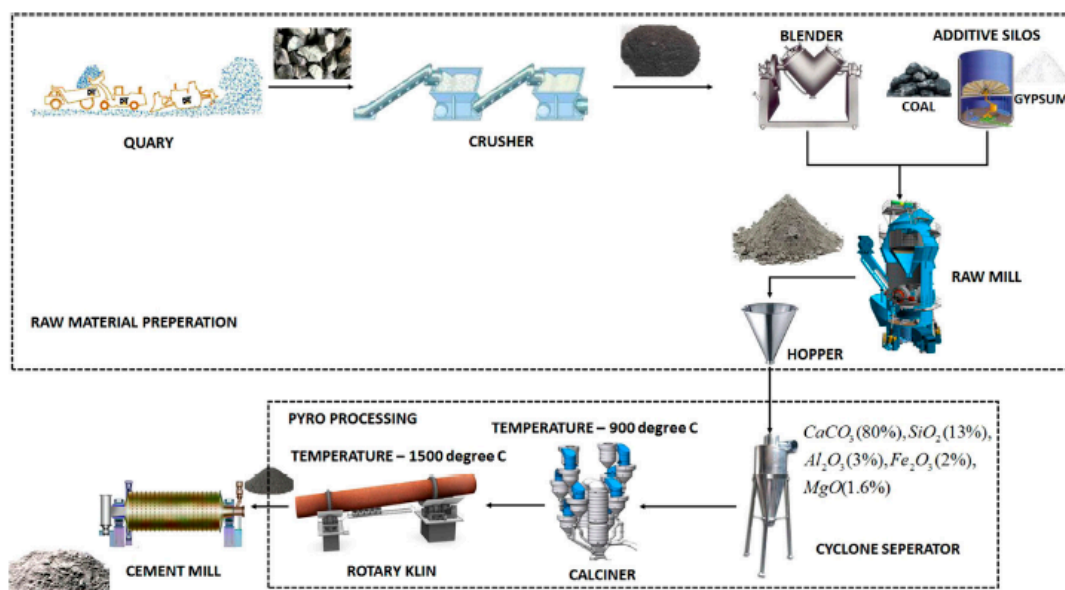 BLENDER
ADDITIVE SILOS
COAL
GYPSUM
QUARY
CRUSHER
RAW MILL
RAW MATERIAL PREPERATION
HOPPER
PYRO PROCESSING
TEMPERATURE – 900 degree C
TEMPERATURE – 1500 degree C
CaCO₃(80%),SiO₂(13%),
Al₂O₃(3%),Fe₂O₃(2%),
MgO(1.6%)
CYCLONE SEPERATOR
CEMENT MILL
ROTARY KLIN
CALCINER